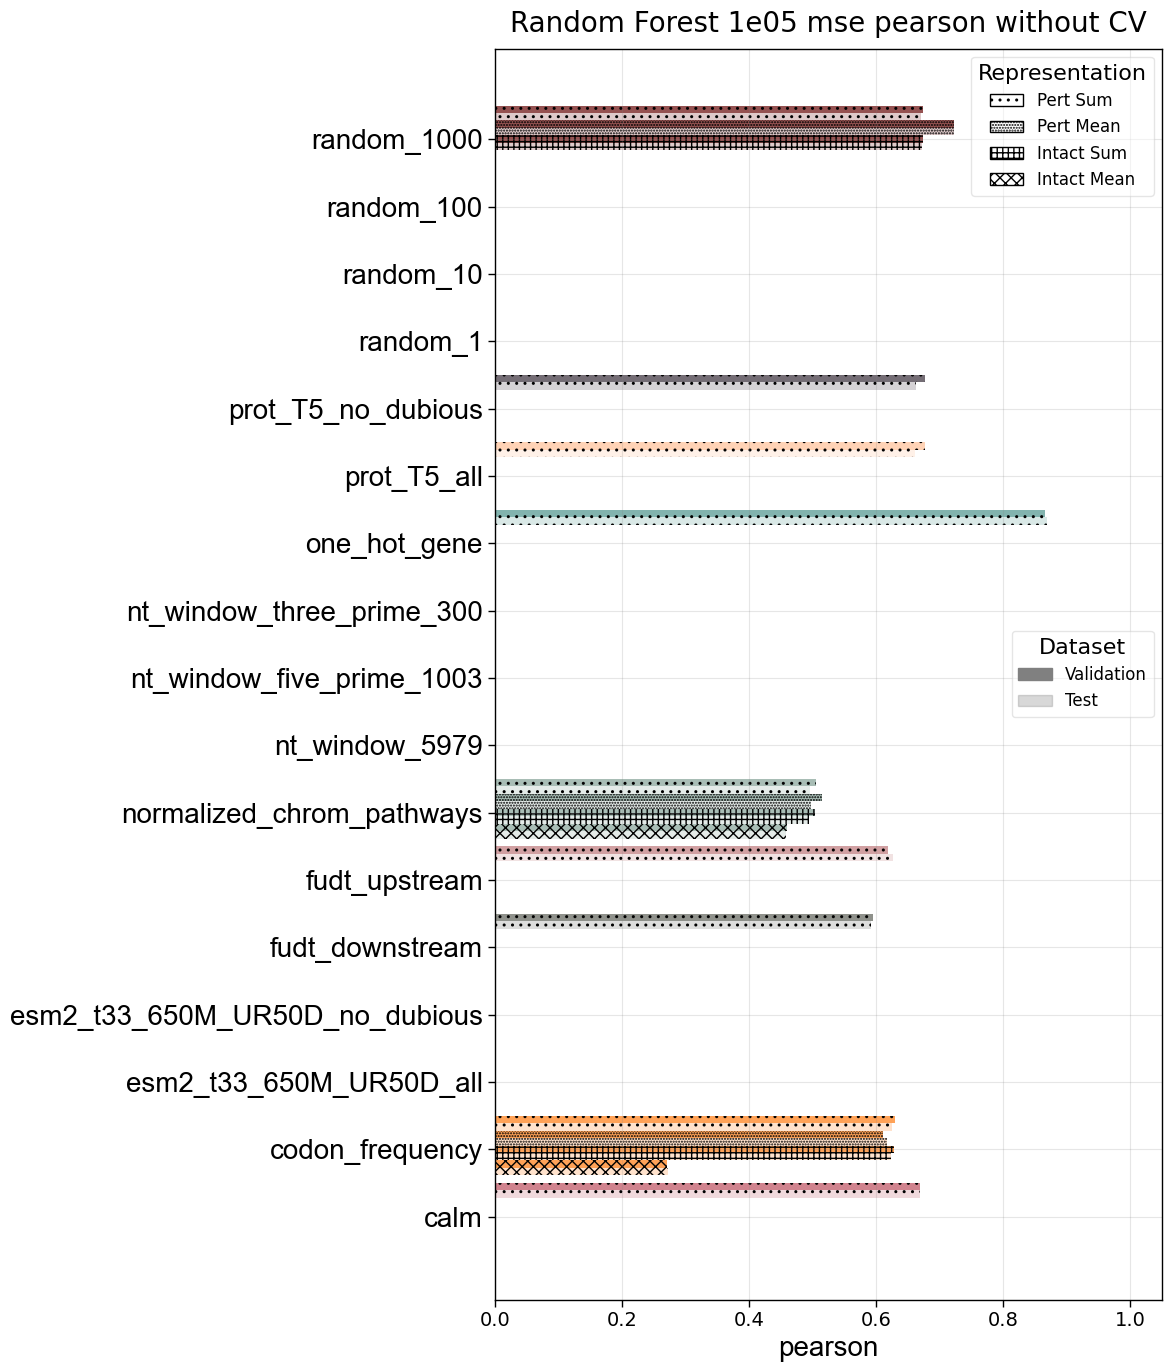 Random Forest 1e05 mse pearson without CV
Representation
Pert Sum
Pert Mean
Intact Sum
Intact Mean
random_1000
random_100
random_10
random_1
prot_T5_no_dubious
prot_T5_all
one_hot_gene
nt_window_three_prime_300
Dataset
Validation
Test
nt_window_five_prime_1003
nt_window_5979
normalized_chrom_pathways
fudt_upstream
fudt_downstream
esm2_t33_650M_UR50D_no_dubious
esm2_t33_650M_UR50D_all
codon_frequency
calm
0.0 0.2 0.4 0.6 0.8 1.0
pearson